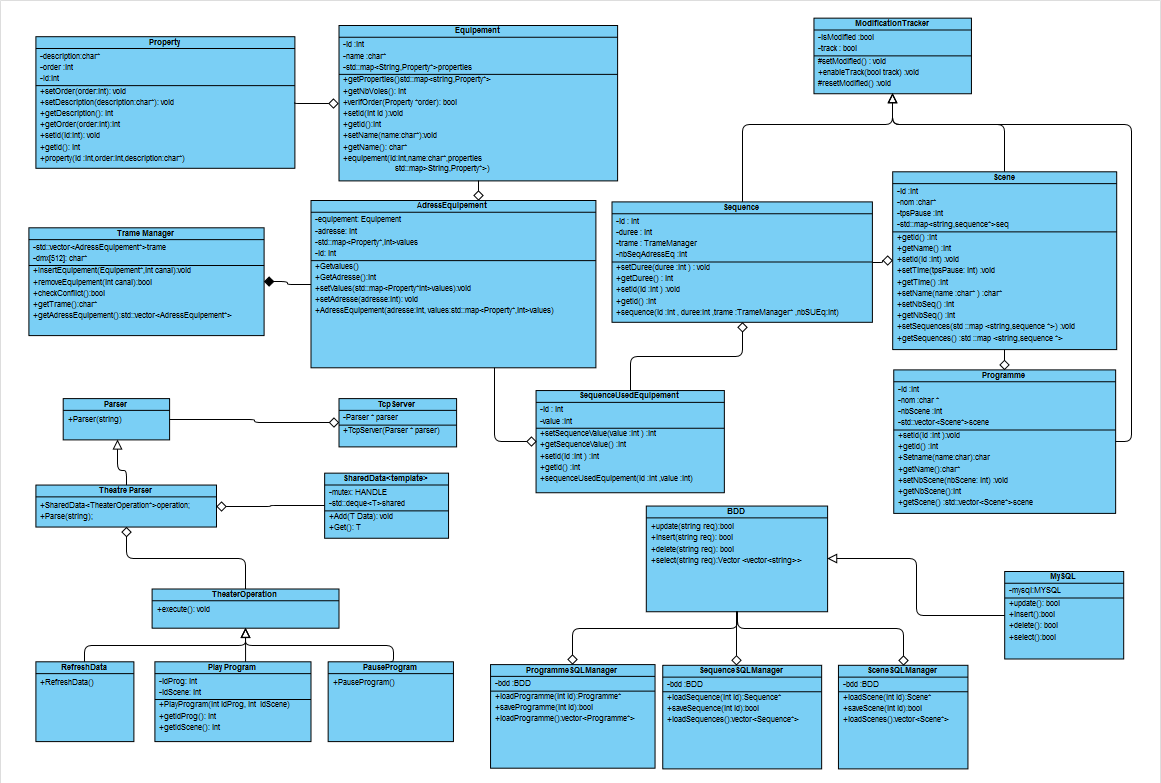 Property
-description:char*
-order :int
-id:int
+setOrder(order:int): void
+setDescription(description:char*): void
+getDescription(): int
+getOrder(order:int):int
+setId(id:int): void
+getId(): int
+property(id :int,order:int,description:char*)
Equipement
-id :int
-name :char*
-std::map<String,Property*>properties
+getProperties()std::map<string,Property*>
+getNbVoies(): int
+verifOrder(Property *order): bool
+setId(int id ):void
+getId():int
+setName(name:char*):void
+getName(): char*
+equipement(id:int,name:char*,properties
std::map>String,Property*>)
ModificationTracker
-isModified :bool
-track : bool
#setModified() : void
+enableTrack(bool track) :void
#resetModified() :void
AdressEquipement
-equipement: Equipement
-adresse: int
-std::map<Property*,int>values
-id: int
+Getvalues()
+GetAdresse():int
+setValues(std::map<Property*int>values):void
+setAdresse(adresse:int): void
+AdressEquipement(adresse:int, values:std::map<Property*,int>values)
Trame Manager
-std::vector<AdressEquipement*>trame
-dmx[512]: char*
+insertEquipement(Equipement*,int canal):void
+removeEquipement(int canal):bool
+checkConflict():bool
+getTrame():char*
+getAdressEquipement():std::vector<AdressEquipement*>
Sequence
-id : int
-duree : int
-trame : TrameManager
-nbSeqAdressEq :int
+setDuree(duree :int ) : void
+getDuree() : int
+setId(int id ) : void
+getId() :int
+sequence(id :int , duree:int ,trame :TrameManager* ,nbSUEq:int)
Scene
-id :int
-nom :char*
-tpsPause :int
-std::map<string,sequence*>seq
+getId() :int
+getName() :int
+setId(id :int) :void
+setTime(tpsPause: int) :void
+getTime() :int
+setName(name :char* ) :char*
+setNbSeq() :int
+getNbSeq() :int
+setSequences(std ::map <string,sequence *>) :void
+getSequences() :std ::map <string,sequence *>
Programme
-id :int
-nom :char *
-nbScene :int
-std::vector<Scene*>scene
+setId(id :int ):void
+getId() :int
+Setname(name:char):char
+getName():char*
+setNbScene(nbScene: int) :void
+getNbScene():int
+getScene() :std::vector<Scene*>scene
SequenceUsedEquipement
-id : int
-value :int
+setSequenceValue(value :int ) : int
+getSequenceValue() :int
+setId(id :int ) :int
+getId() :int
+sequenceUsedEquipement(id :int ,value :int)
Parser
+Parser(string)
TcpServer
-Parser * parser
+TcpServer(Parser * parser)
Theatre Parser
+SharedData<TheaterOperation*>operation;
+Parse(string);
SharedData<template>
-mutex: HANDLE
-std::deque<T>shared
+Add(T Data): void
+Get(): T
TheaterOperation
+execute(): void
RefreshData
+RefreshData()
Play Program
-idProg: int
-idScene: int
+PlayProgram(int idProg, int idScene)
+getIdProg(): int
+getIdScene(): int
PauseProgram
+PauseProgram()
BDD
+update(string req):bool
+insert(string req): bool
+delete(string req): bool
+select(string req):Vector <vector<string>>
MySQL
-mysql:MYSQL
+update(): bool
+insert():bool
+delete(): bool
+select():bool
ProgrammeSQLManager
-bdd :BDD
+loadProgramme(int id):Programme*
+saveProgramme(int id):bool
+loadProgramme():vector<Programme*>
SequenceSQLManager
-bdd :BDD
+loadSequence(int id):Sequence*
+saveSequence(int id):bool
+loadSequences():vector<Sequence*>
SceneSQLManager
-bdd :BDD
+loadScene(int id):Scene*
+saveScene(int id):bool
+loadScenes():vector<Scene*>